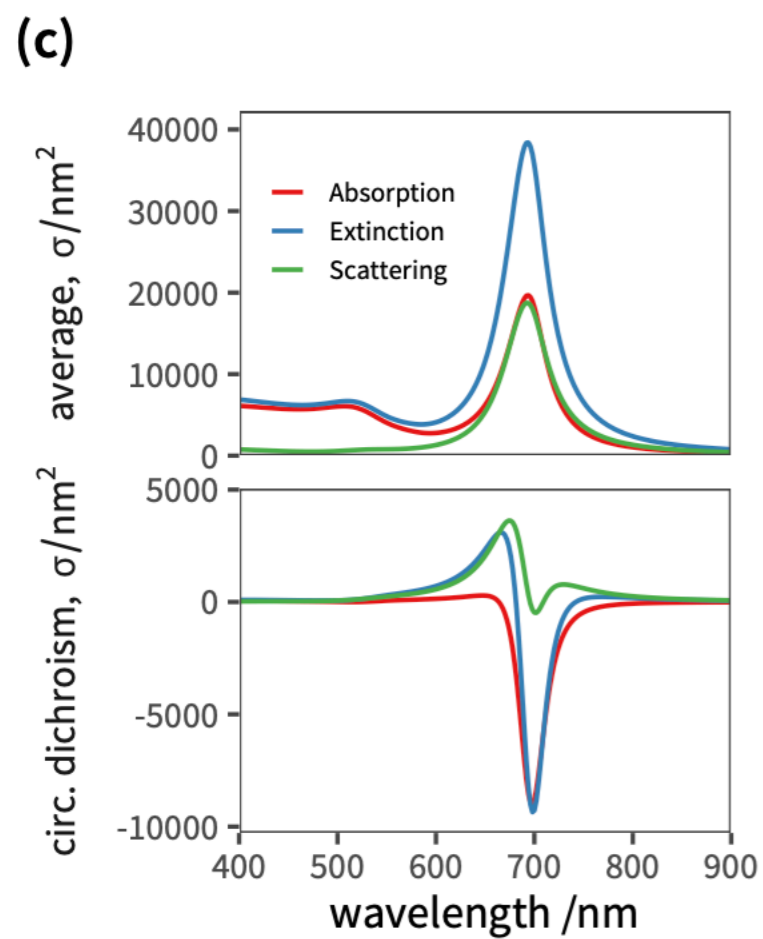 (c)
average, σ/nm²
40000
30000
20000
10000
0
Absorption
Extinction
Scattering
circ. dichroism, σ/nm²
5000
0
-5000
-10000
400 500 600 700 800 900
wavelength /nm